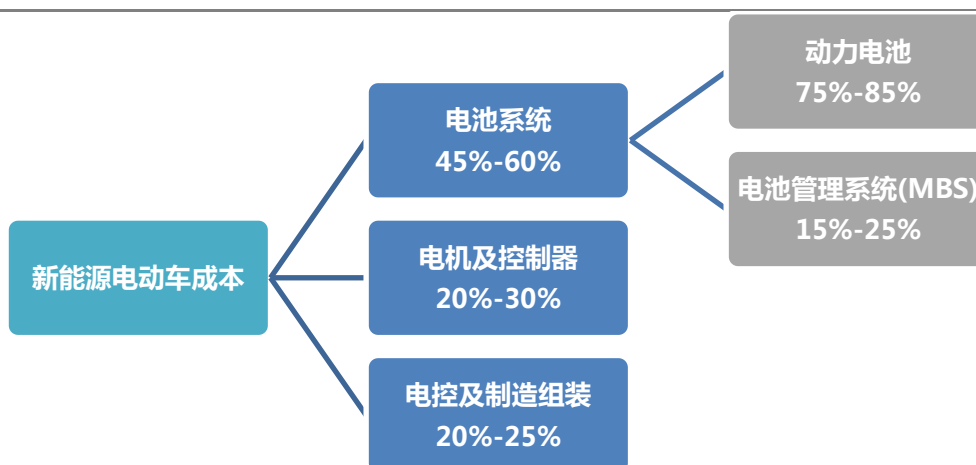 新能源电动车成本
电池系统
45%-60%
电机及控制器
20%-30%
电控及制造组装
20%-25%
动力电池
75%-85%
电池管理系统(MBS)
15%-25%